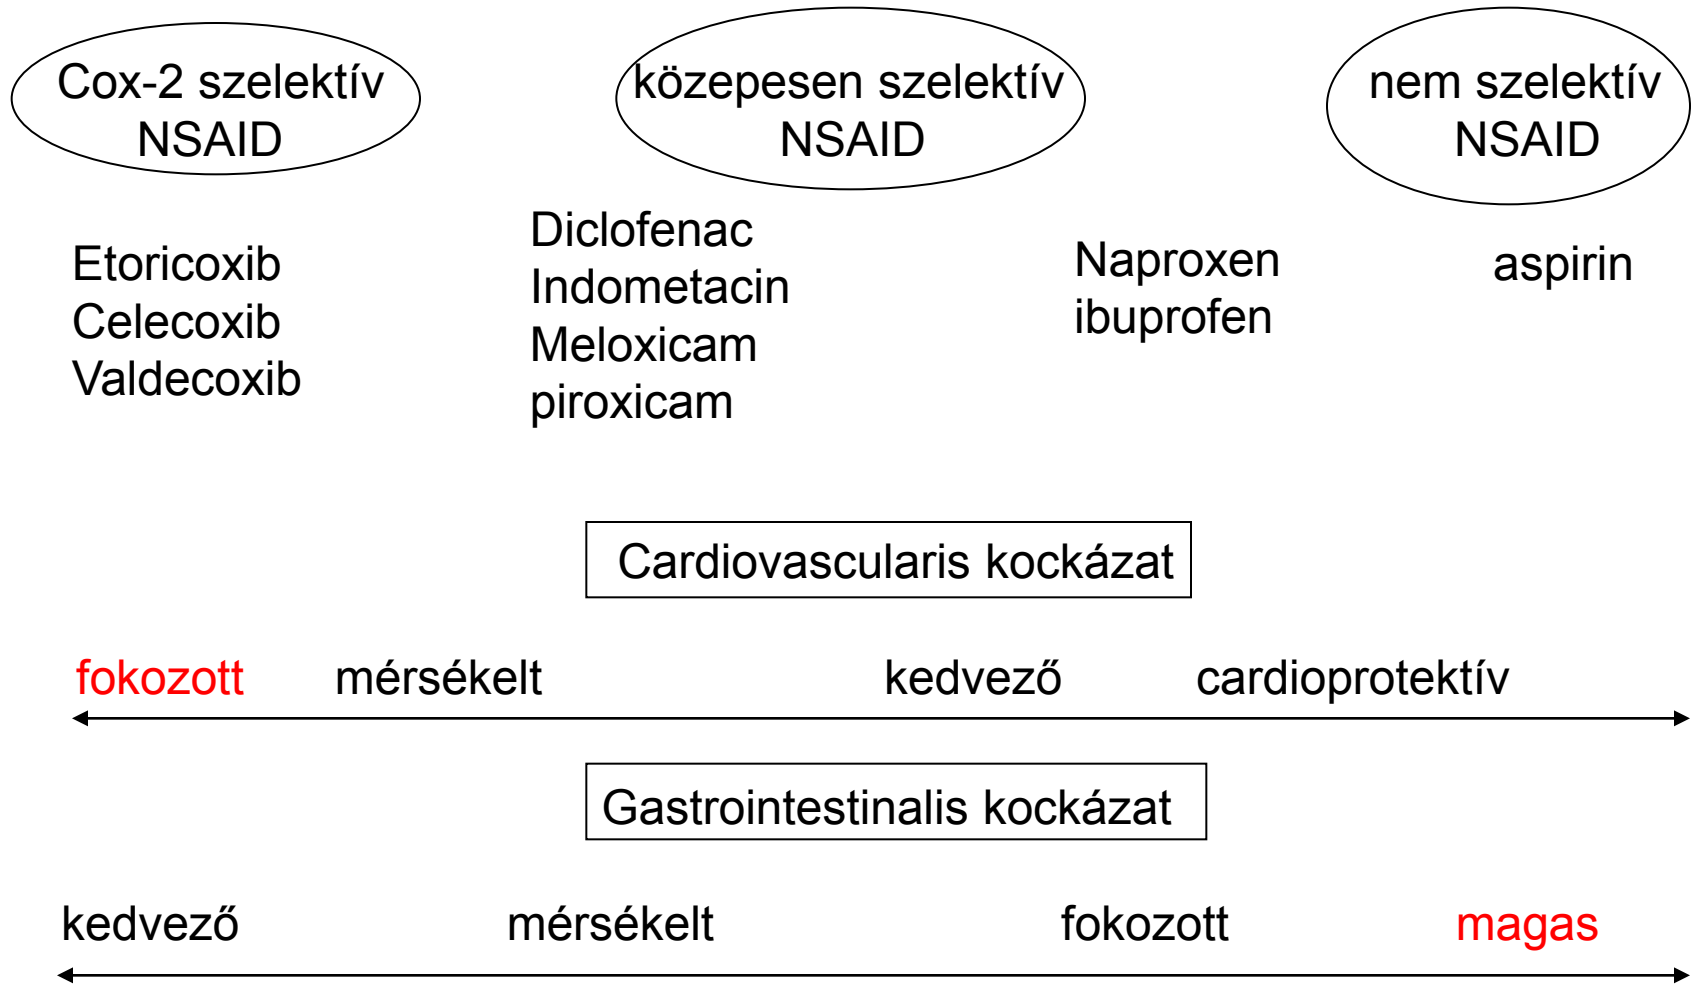 Cox-2 szelektív
NSAID
közepesen szelektív
NSAID
nem szelektív
NSAID
Etoricoxib
Celecoxib
Valdecoxib
Diclofenac
Indometacin
Meloxicam
piroxicam
Naproxen
ibuprofen
aspirin
Cardiovascularis kockázat
fokozott mérsékelt kedvező cardioprotektív
Gastrointestinalis kockázat
kedvező mérsékelt fokozott magas